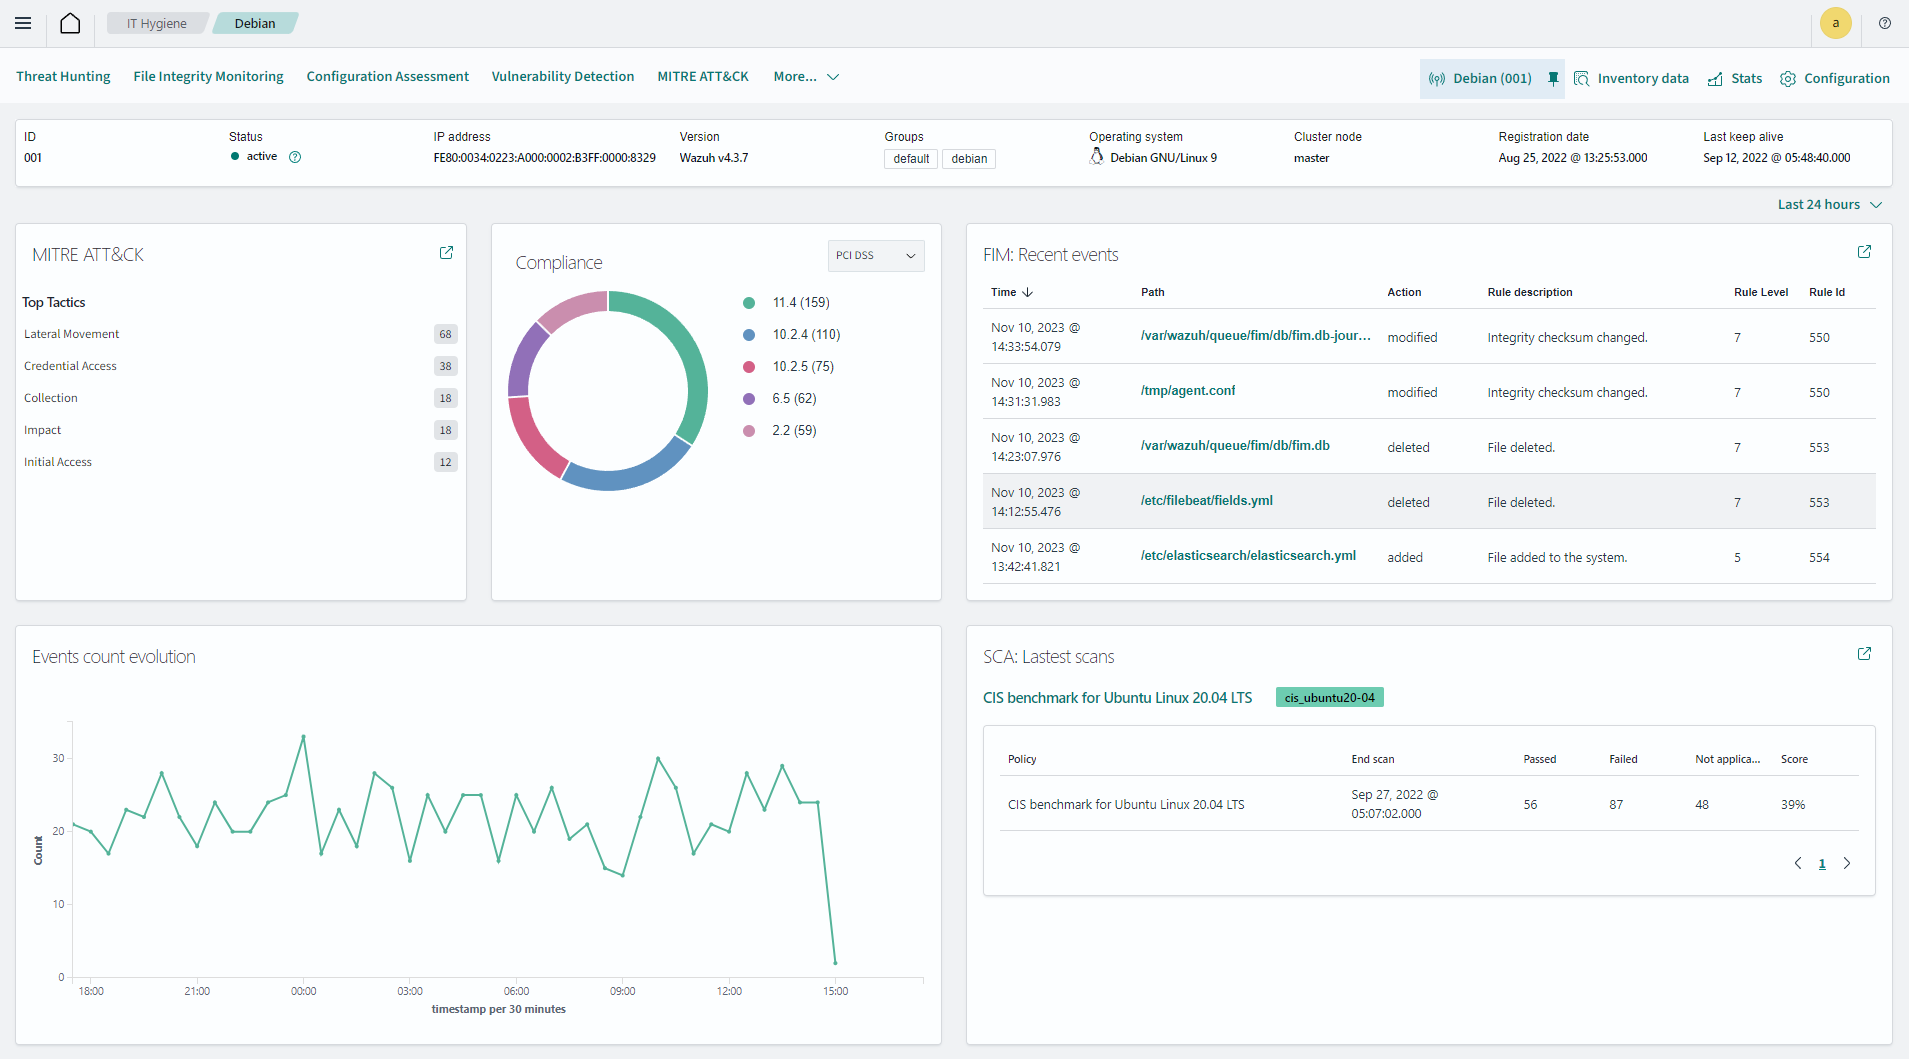 IT Hygiene
Debian
a
Threat Hunting
File Integrity Monitoring
Configuration Assessment
Vulnerability Detection
MITRE ATT&CK
More...
Debian (001)
Inventory data
Stats
Configuration
ID
001
Status
active
IP address
FE80:0034:0223:A000:0002:B3FF:0000:8329
Version
Wazuh v4.3.7
Groups
default
debian
Operating system
Debian GNU/Linux 9
Cluster node
master
Registration date
Aug 25, 2022 @ 13:25:53.000
Last keep alive
Sep 12, 2022 @ 05:48:40.000
Last 24 hours
MITRE ATT&CK
Top Tactics
Lateral Movement 68
Credential Access 38
Collection 18
Impact 18
Initial Access 12
Compliance
PCI DSS
11.4 (159)
10.2.4 (110)
10.2.5 (75)
6.5 (62)
2.2 (59)
FIM: Recent events
Time Path Action Rule description Rule Level Rule Id
Nov 10, 2023 @
14:33:54.079
/var/wazuh/queue/fim/db/fim.db-jour... modified Integrity checksum changed. 7 550
Nov 10, 2023 @
14:31:31.983
/tmp/agent.conf modified Integrity checksum changed. 7 550
Nov 10, 2023 @
14:23:07.976
/var/wazuh/queue/fim/db/fim.db deleted File deleted. 7 553
Nov 10, 2023 @
14:12:55.476
/etc/filebeat/fields.yml deleted File deleted. 7 553
Nov 10, 2023 @
13:42:41.821
/etc/elasticsearch/elasticsearch.yml added File added to the system. 5 554
Events count evolution
Count
30
20
10
0
18:00 21:00 00:00 03:00 06:00 09:00 12:00 15:00
timestamp per 30 minutes
SCA: Lastest scans
CIS benchmark for Ubuntu Linux 20.04 LTS
cis_ubuntu20-04
Policy End scan Passed Failed Not applica... Score
CIS benchmark for Ubuntu Linux 20.04 LTS
Sep 27, 2022 @
05:07:02.000
56 87 48 39%
1